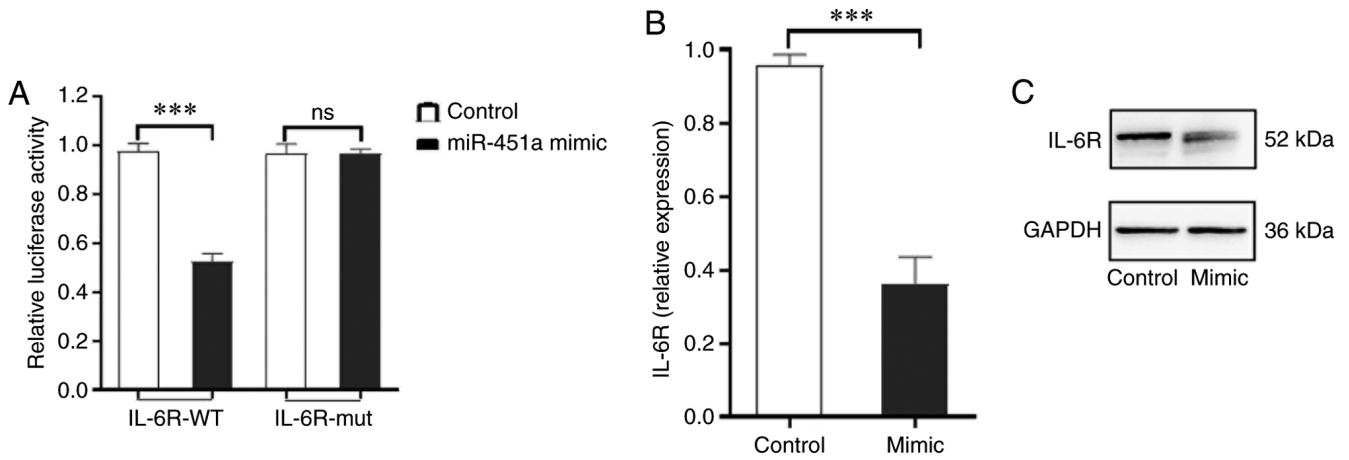 A
Relative luciferase activity
1.2
1.0
0.8
0.6
0.4
0.2
0.0
***
ns
IL-6R-WT
IL-6R-mut
Control
miR-451a mimic
B
IL-6R (relative expression)
1.0
0.8
0.6
0.4
0.2
0.0
***
Control
Mimic
C
IL-6R
52 kDa
GAPDH
36 kDa
Control Mimic